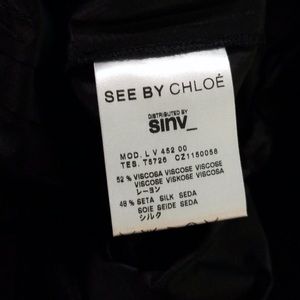 SEE BY CHLOÉ
DISTRIBUTED BY
sinv_
MOD. L V 452 00
TES. T5726 CZ1150056
52 % VISCOSA VISCOSE VISCOSE
VISCOSE VISKOSE VISCOSA
レーヨン
48 % SETA SILK SEDA
SOIE SEIDE SEDA
シルク